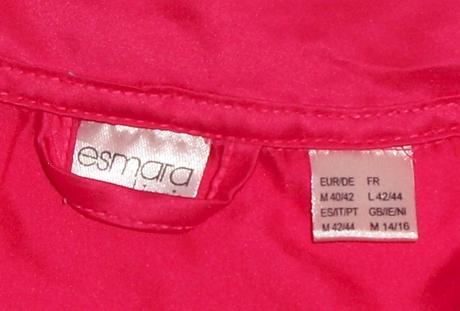 esmara
EUR/DE FR
M 40/42 L 42/44
ES/IT/PT GB/IE/NI
M 42/44 M 14/16